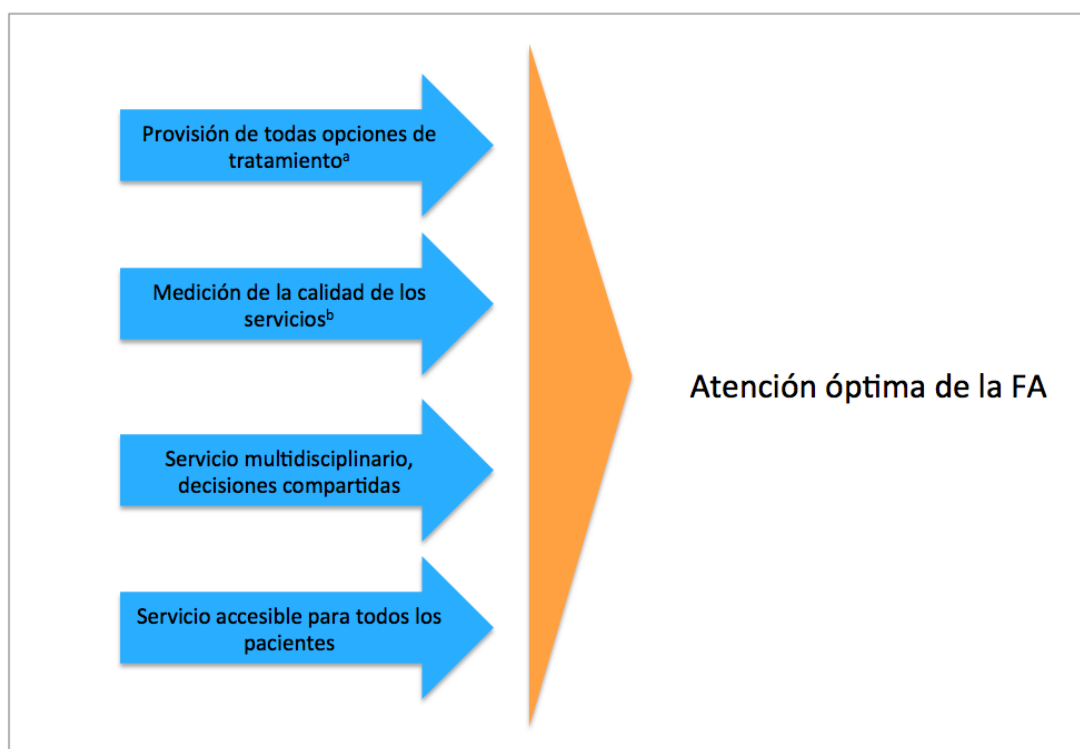 Provisión de todas opciones de
tratamientoᵃ
Medición de la calidad de los
serviciosᵇ
Servicio multidisciplinario,
decisiones compartidas
Servicio accesible para todos los
pacientes
Atención óptima de la FA